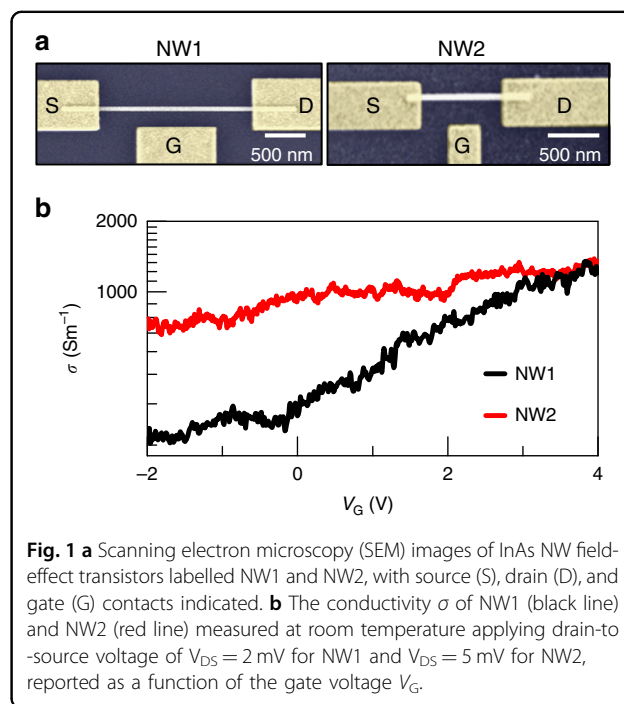 a
NW1
NW2
S
D
G
500 nm
S
D
G
500 nm
b
2000
1000
σ (Sm⁻¹)
NW1
NW2
−2
0
2
4
V_G (V)
Fig. 1 a Scanning electron microscopy (SEM) images of InAs NW field-
effect transistors labelled NW1 and NW2, with source (S), drain (D), and
gate (G) contacts indicated. b The conductivity σ of NW1 (black line)
and NW2 (red line) measured at room temperature applying drain-to
-source voltage of V_DS = 2 mV for NW1 and V_DS = 5 mV for NW2,
reported as a function of the gate voltage V_G.